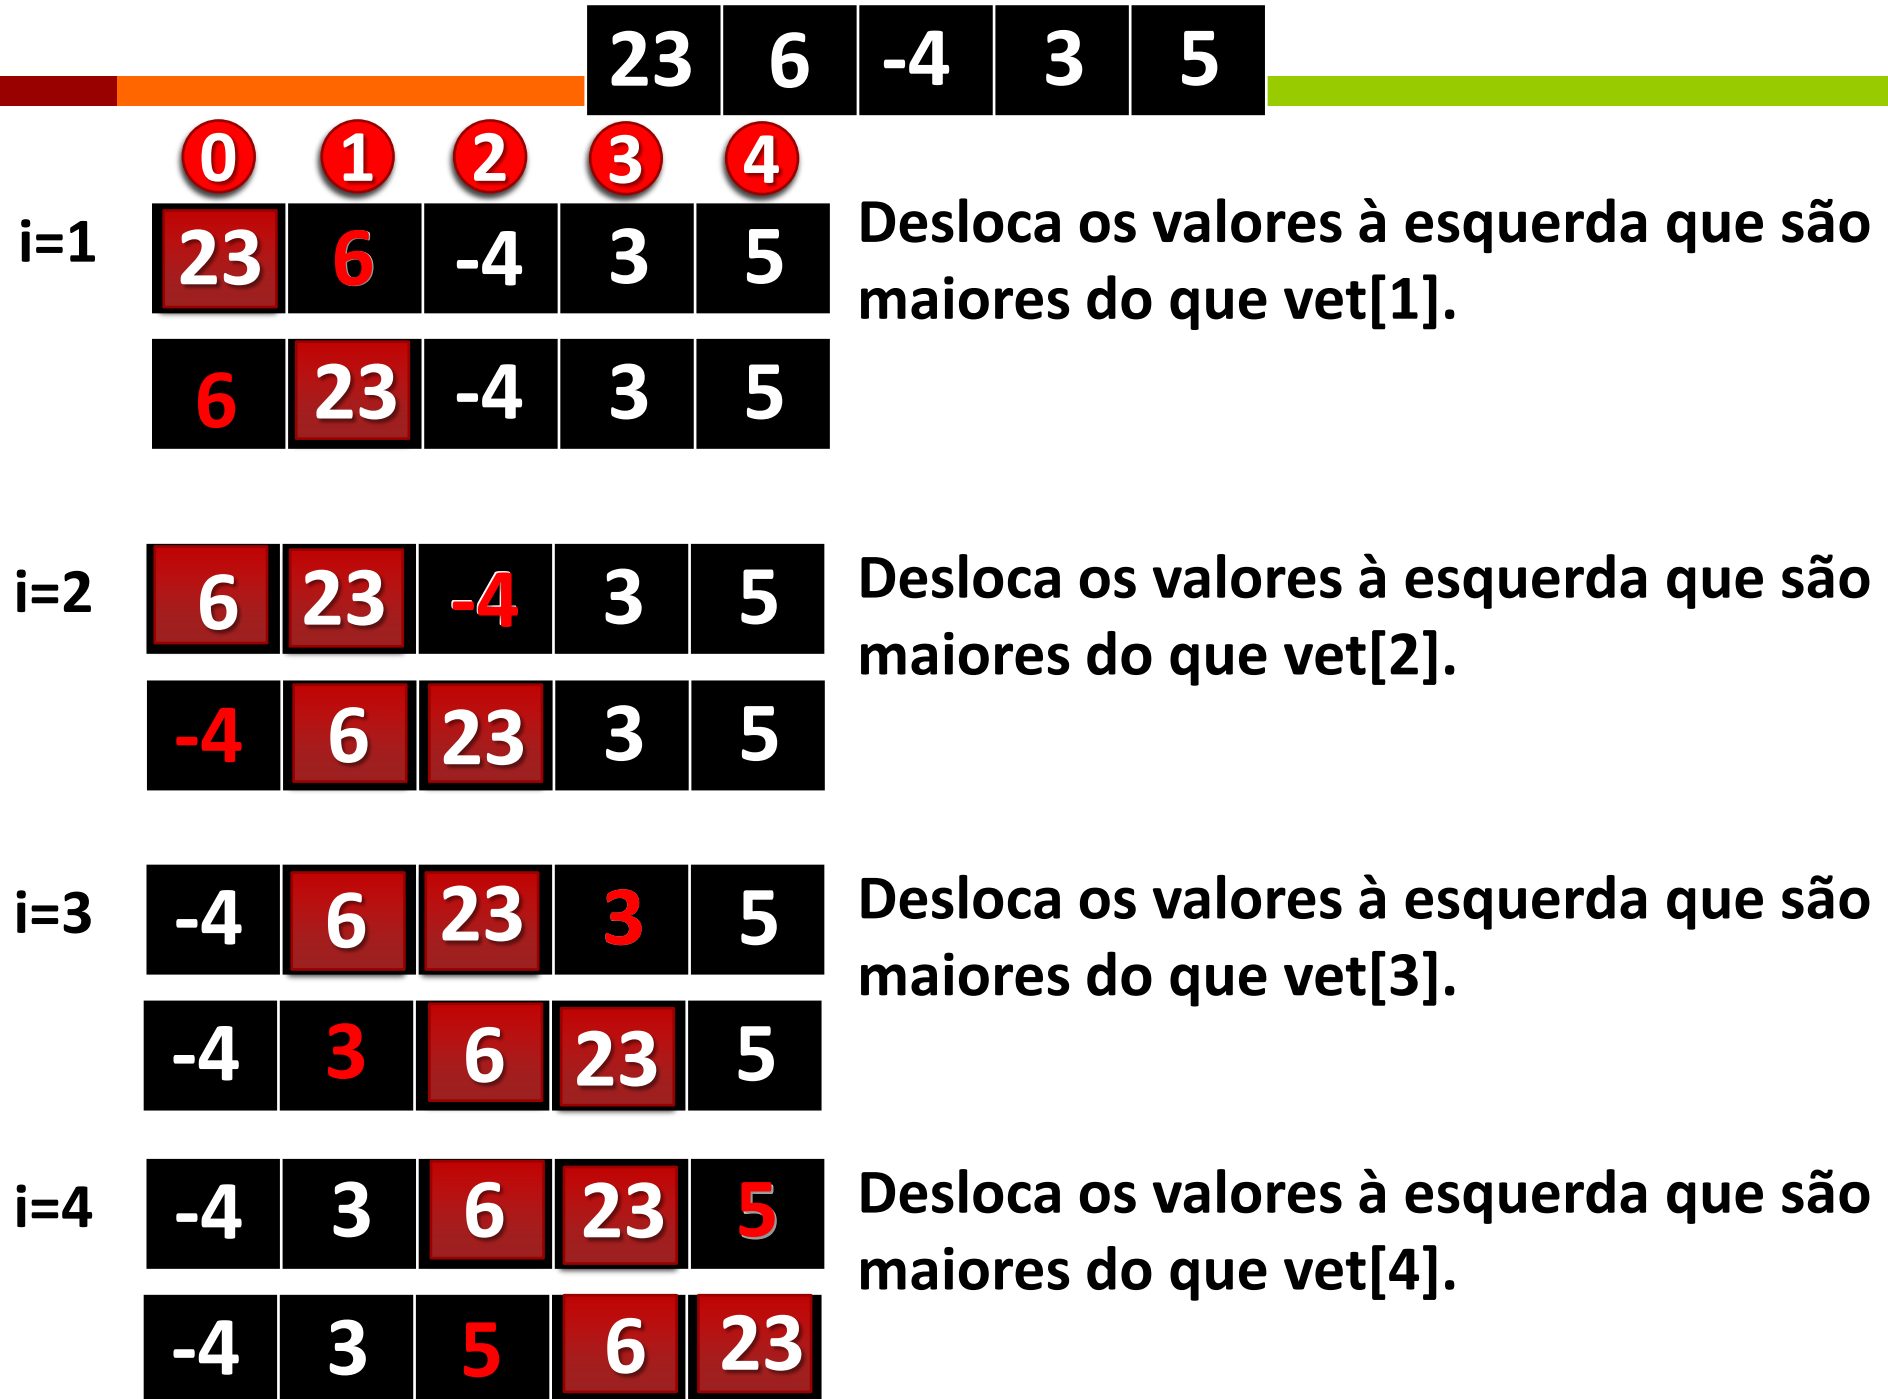 23 6 -4 3 5
0 1 2 3 4
i=1
23 6 -4 3 5
Desloca os valores à esquerda que são
maiores do que vet[1].
6 23 -4 3 5
i=2
6 23 -4 3 5
Desloca os valores à esquerda que são
maiores do que vet[2].
-4 6 23 3 5
i=3
-4 6 23 3 5
Desloca os valores à esquerda que são
maiores do que vet[3].
-4 3 6 23 5
i=4
-4 3 6 23 5
Desloca os valores à esquerda que são
maiores do que vet[4].
-4 3 5 6 23